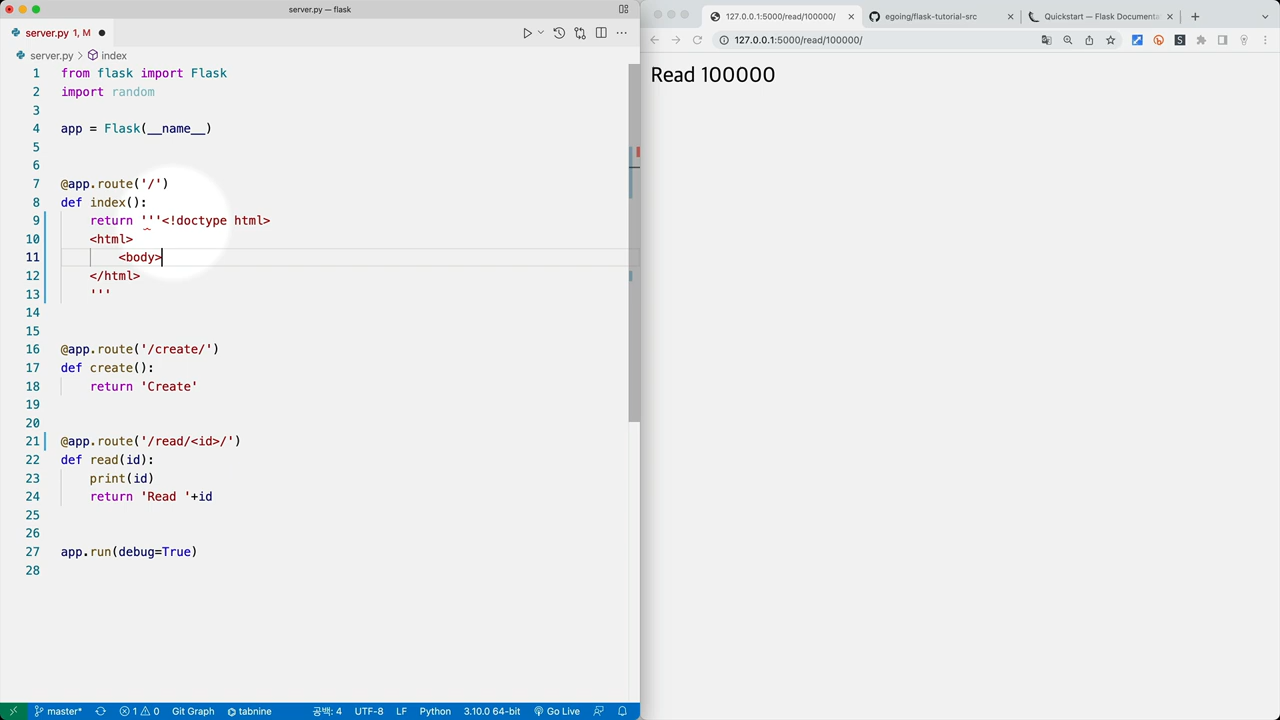 server.py — flask
server.py 1, M
server.py > index
1 from flask import Flask
2 import random
3
4 app = Flask(__name__)
5
6
7 @app.route('/')
8 def index():
9 return '''<!doctype html>
10 <html>
11 <body>
12 </html>
13 '''
14
15
16 @app.route('/create/')
17 def create():
18 return 'Create'
19
20
21 @app.route('/read/<id>/')
22 def read(id):
23 print(id)
24 return 'Read '+id
25
26
27 app.run(debug=True)
28
master* 1 0 Git Graph tabnine 공백: 4 UTF-8 LF Python 3.10.0 64-bit Go Live
127.0.0.1:5000/read/100000/ egoing/flask-tutorial-src Quickstart — Flask Documenta
127.0.0.1:5000/read/100000/
Read 100000